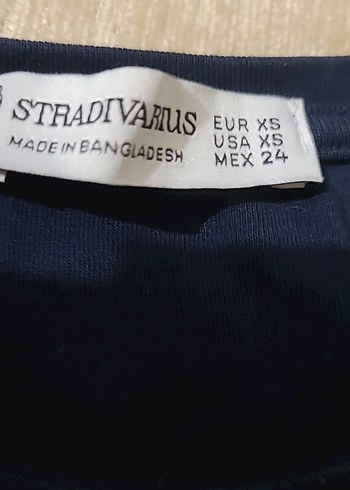 STRADIVARIUS
MADE IN BANGLADESH
EUR XS
USA XS
MEX 24